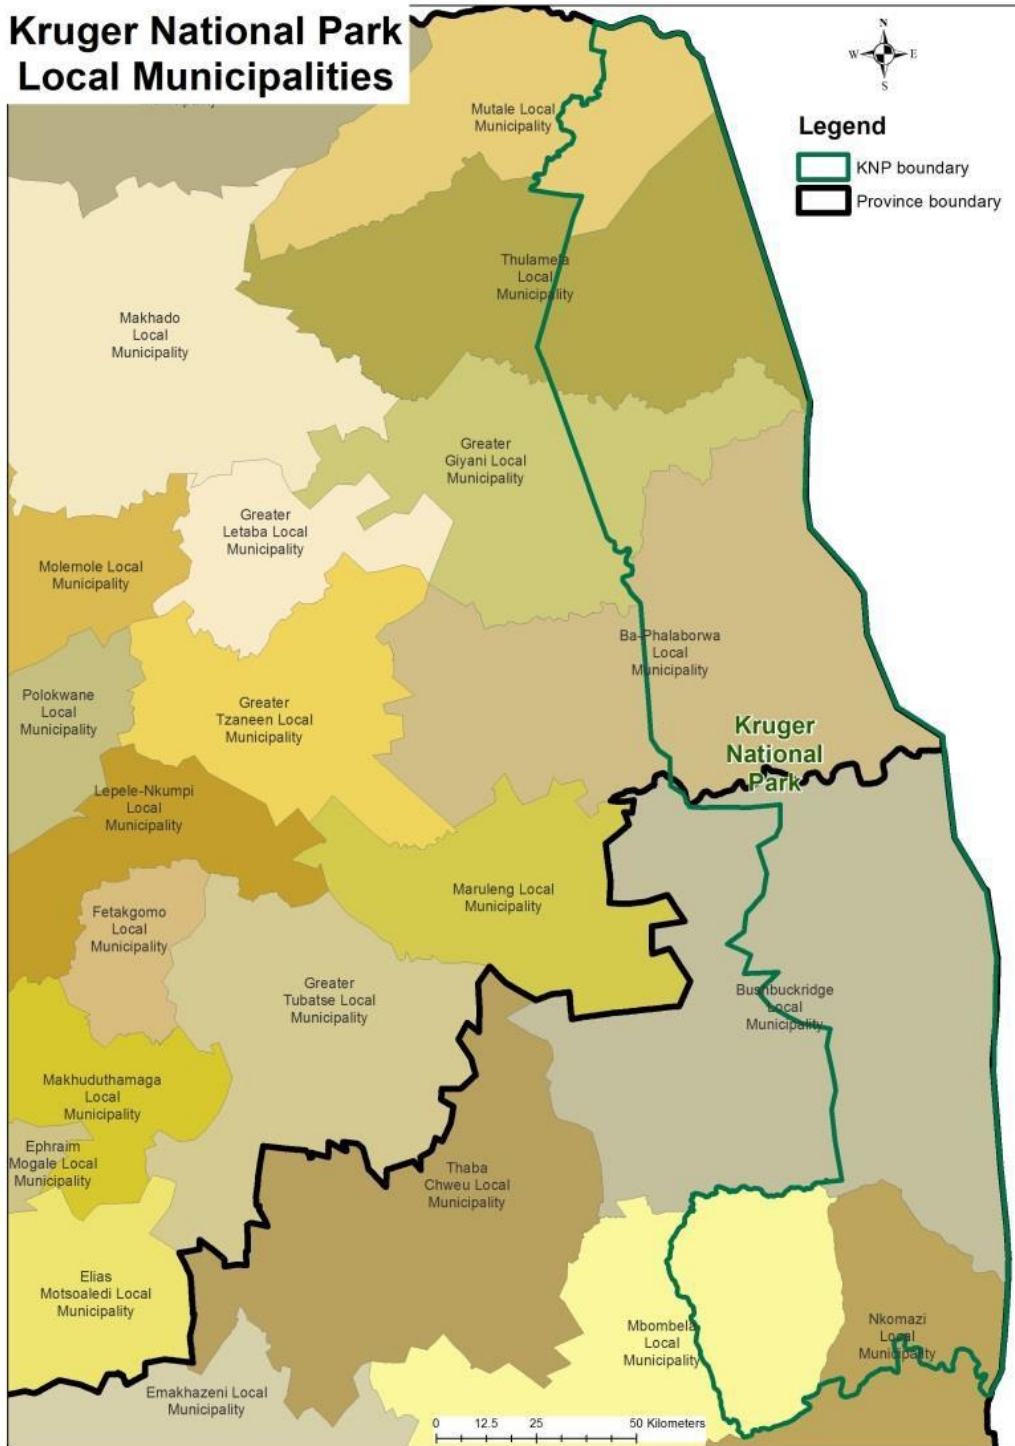 Kruger National Park
Local Municipalities
N
W
E
S
Legend
KNP boundary
Province boundary
Mutale Local
Municipality
Thulamela
Local
Municipality
Makhado
Local
Municipality
Greater
Giyani Local
Municipality
Greater
Letaba Local
Municipality
Molemole Local
Municipality
Ba-Phalaborwa
Local
Municipality
Polokwane
Local
Municipality
Greater
Tzaneen Local
Municipality
Kruger
National
Park
Lepele-Nkumpi
Local
Municipality
Maruleng Local
Municipality
Fetakgomo
Local
Municipality
Greater
Tubatse Local
Municipality
Bushbuckridge
Local
Municipality
Makhuduthamaga
Local
Municipality
Ephraim
Mogale Local
Municipality
Thaba
Chweu Local
Municipality
Elias
Motsoaledi Local
Municipality
Mbombela
Local
Municipality
Nkomazi
Local
Municipality
Emakhazeni Local
Municipality
0 12.5 25 50 Kilometers